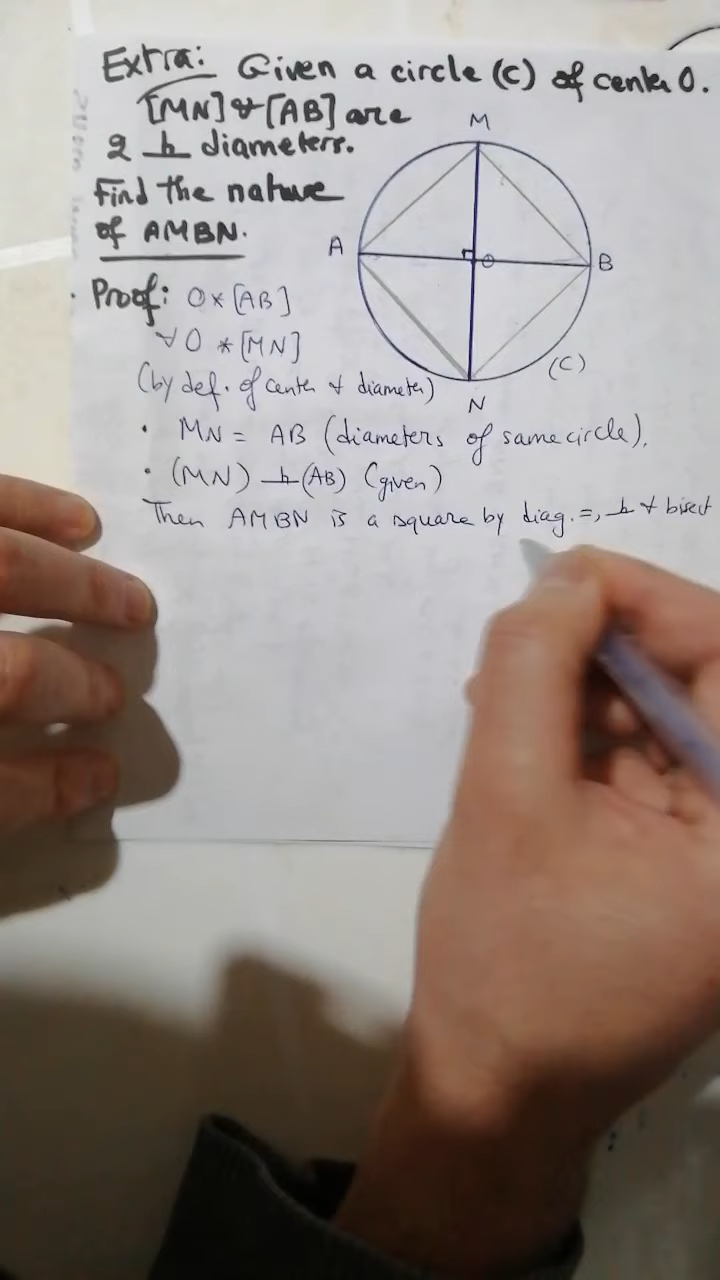 Extra: Given a circle (C) of center O.
[MN] & [AB] are
2 ⊥ diameters.
Find the nature
of AMBN.
M
A
O
B
(C)
N
• Proof: O * [AB]
& O * [MN]
(by def. of center & diameter)
• MN = AB (diameters of same circle),
• (MN) ⊥ (AB) (given)
Then AMBN is a square by diag. =, ⊥ & bisect